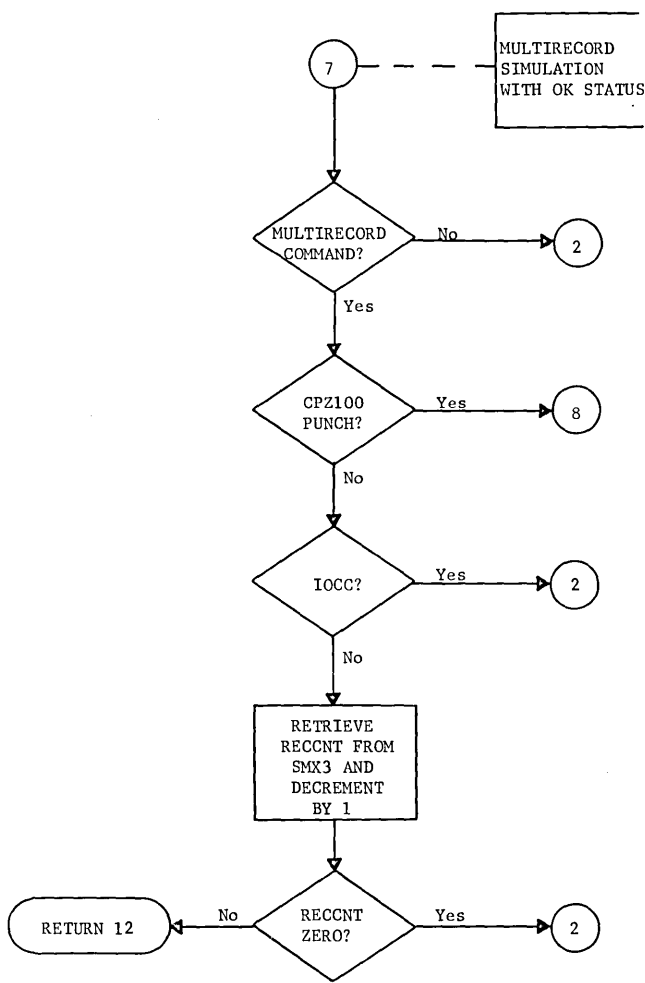 7
MULTIRECORD
SIMULATION
WITH OK STATUS
MULTIRECORD
COMMAND?
No
2
Yes
CPZ100
PUNCH?
Yes
8
No
IOCC?
Yes
2
No
RETRIEVE
RECCNT FROM
SMX3 AND
DECREMENT
BY 1
RETURN 12
No
RECCNT
ZERO?
Yes
2